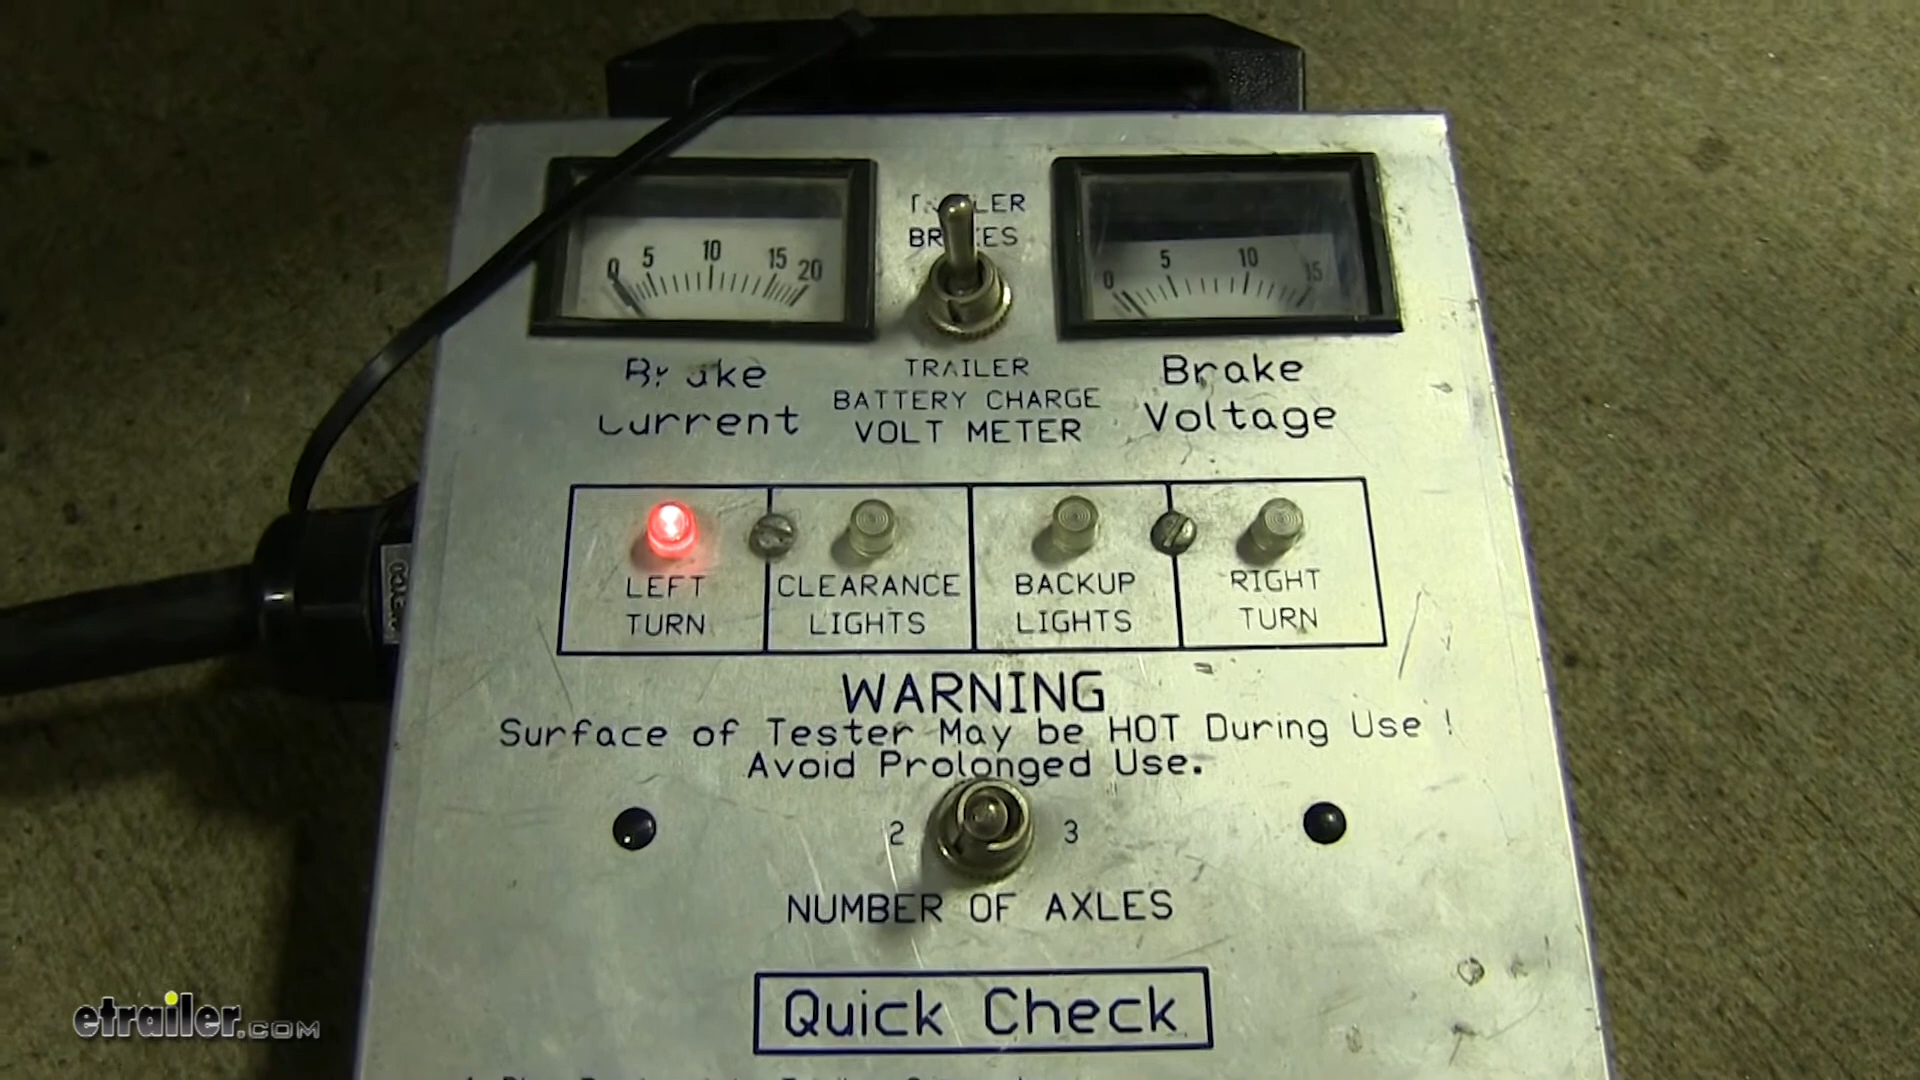 0 5 10 15 20
TRAILER
BRAKES
0 5 10 15
Brake
Current
TRAILER
BATTERY CHARGE
VOLT METER
Brake
Voltage
LEFT
TURN
CLEARANCE
LIGHTS
BACKUP
LIGHTS
RIGHT
TURN
WARNING
Surface of Tester May be HOT During Use !
Avoid Prolonged Use.
2 3
NUMBER OF AXLES
Quick Check
etrailer.com